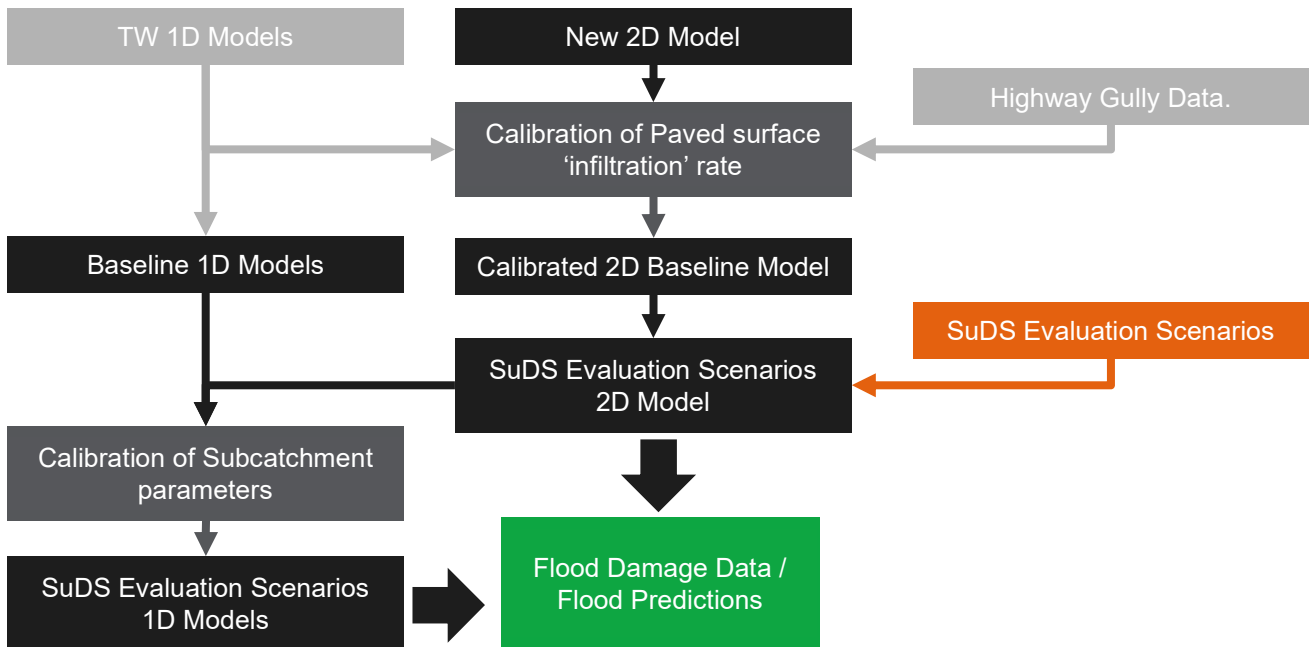 TW 1D Models
New 2D Model
Highway Gully Data.
Calibration of Paved surface
‘infiltration’ rate
Baseline 1D Models
Calibrated 2D Baseline Model
SuDS Evaluation Scenarios
SuDS Evaluation Scenarios
2D Model
Calibration of Subcatchment
parameters
Flood Damage Data /
Flood Predictions
SuDS Evaluation Scenarios
1D Models